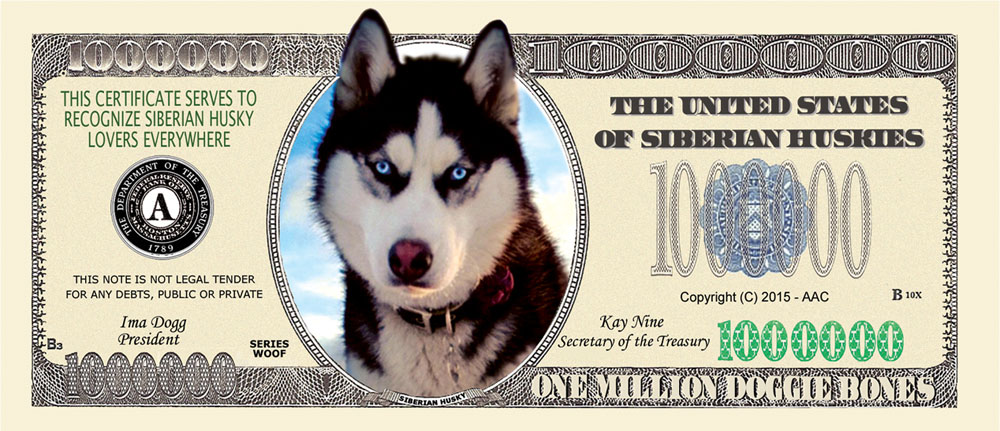 1000000
1000000
THIS CERTIFICATE SERVES TO
RECOGNIZE SIBERIAN HUSKY
LOVERS EVERYWHERE
THE UNITED STATES
OF SIBERIAN HUSKIES
THE DEPARTMENT OF THE TREASURY
1789
A
1000000
THIS NOTE IS NOT LEGAL TENDER
FOR ANY DEBTS, PUBLIC OR PRIVATE
Copyright (C) 2015 - AAC
B 10X
Ima Dogg
President
Kay Nine
Secretary of the Treasury
1000000
B3
SERIES
WOOF
1000000
SIBERIAN HUSKY
ONE MILLION DOGGIE BONES